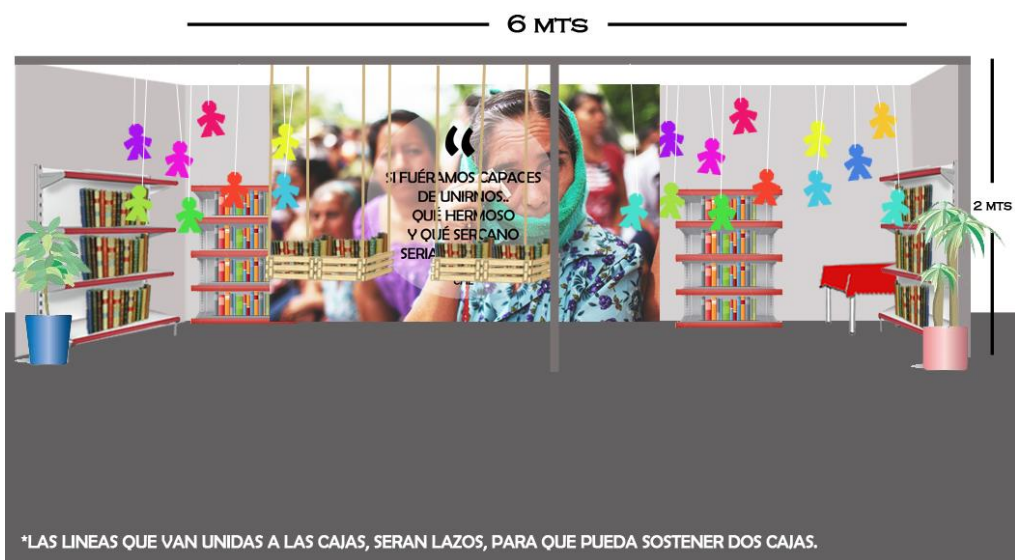 6 MTS
2 MTS
“
SI FUÉRAMOS CAPACES
DE UNIRNOS..
QUÉ HERMOSO
Y QUÉ SERCANO
SERIA
*LAS LINEAS QUE VAN UNIDAS A LAS CAJAS, SERAN LAZOS, PARA QUE PUEDA SOSTENER DOS CAJAS.